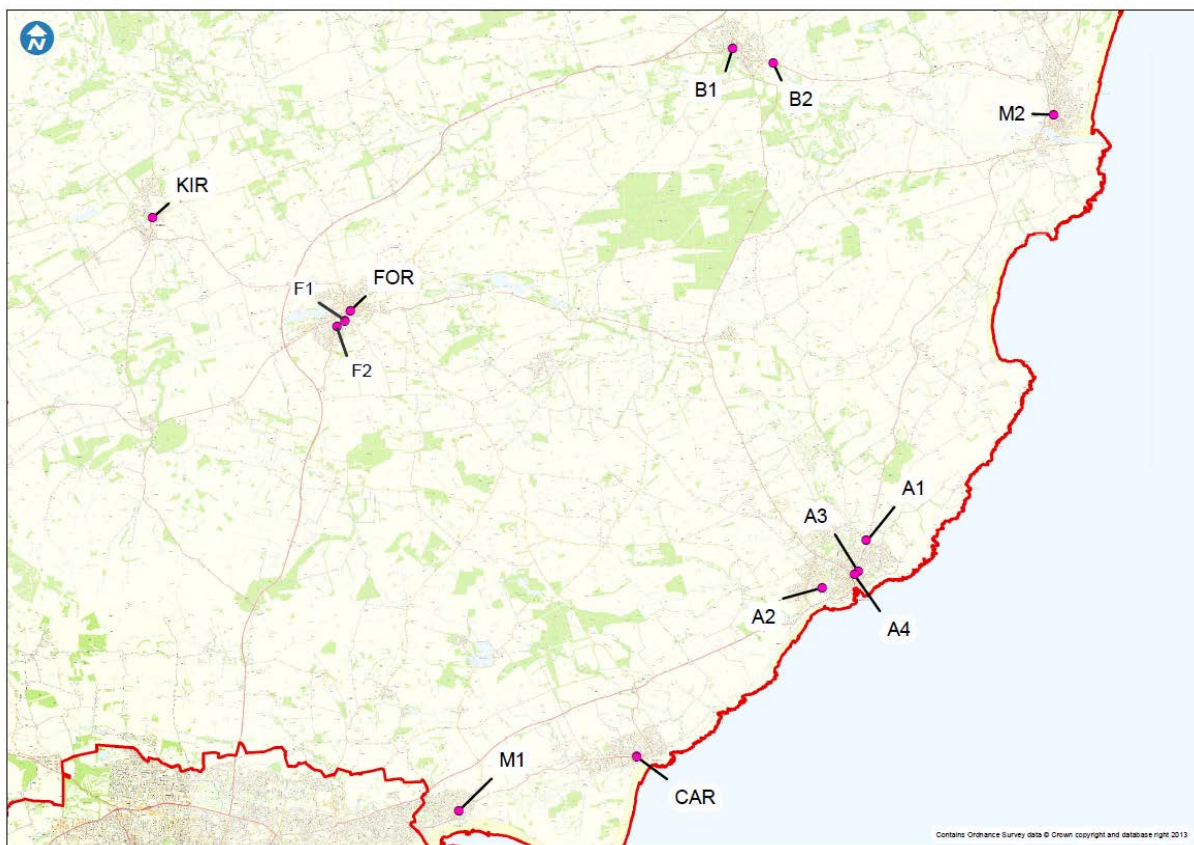 N
B1
B2
M2
KIR
F1
FOR
F2
A1
A3
A2
A4
M1
CAR
Contains Ordnance Survey data © Crown copyright and database right 2013